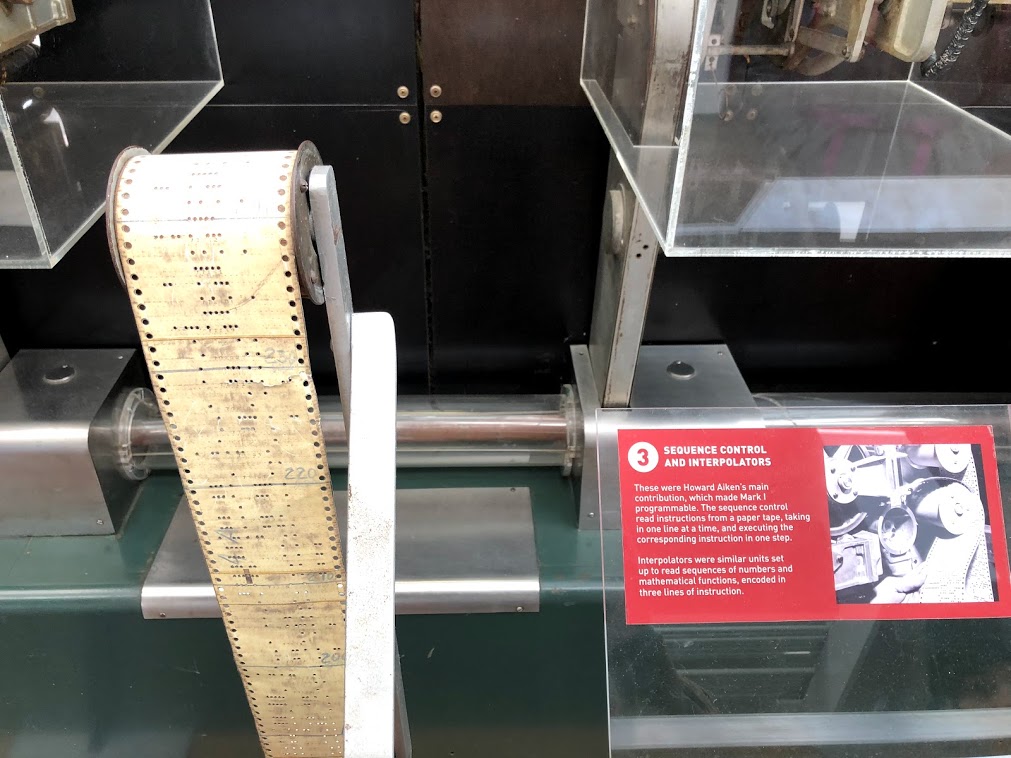 230
220
210
200
3
SEQUENCE CONTROL
AND INTERPOLATORS
These were Howard Aiken's main
contribution, which made Mark I
programmable. The sequence control
read instructions from a paper tape, taking
in one line at a time, and executing the
corresponding instruction in one step.
Interpolators were similar units set
up to read sequences of numbers and
mathematical functions, encoded in
three lines of instruction.